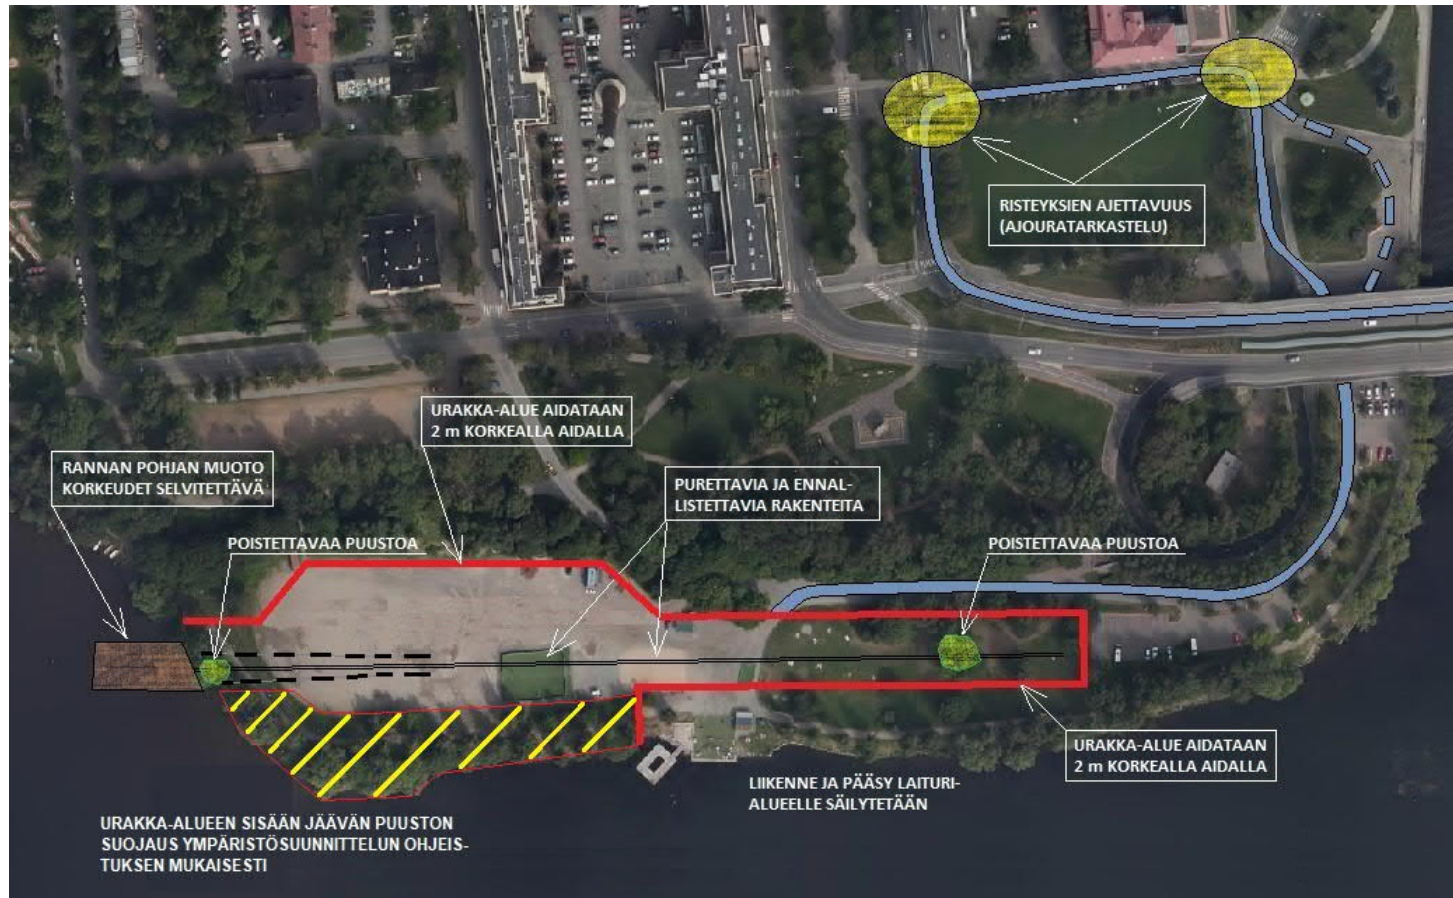 RISTEYKSIEN AJETTAVUUS
(AJOURATARKASTELU)
URAKKA-ALUE AIDATAAN
2 m KORKEALLA AIDALLA
RANNAN POHJAN MUOTO
KORKEUDET SELVITETTÄVÄ
PURETTAVIA JA ENNAL-
LISTETTAVIA RAKENTEITA
POISTETTAVAA PUUSTOA
POISTETTAVAA PUUSTOA
URAKKA-ALUE AIDATAAN
2 m KORKEALLA AIDALLA
LIIKENNE JA PÄÄSY LAITURI-
ALUEELLE SÄILYTETÄÄN
URAKKA-ALUEEN SISÄÄN JÄÄVÄN PUUSTON
SUOJAUS YMPÄRISTÖSUUNNITTELUN OHJEIS-
TUKSEN MUKAISESTI